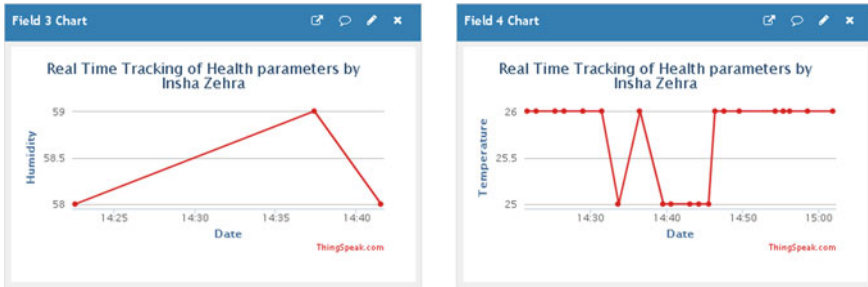 Field 3 Chart
Real Time Tracking of Health parameters by
Insha Zehra
Humidity
59
58.5
58
14:25
14:30
14:35
14:40
Date
ThingSpeak.com
Field 4 Chart
Real Time Tracking of Health parameters by
Insha Zehra
Temperature
26
25.5
25
14:30
14:40
14:50
15:00
Date
ThingSpeak.com